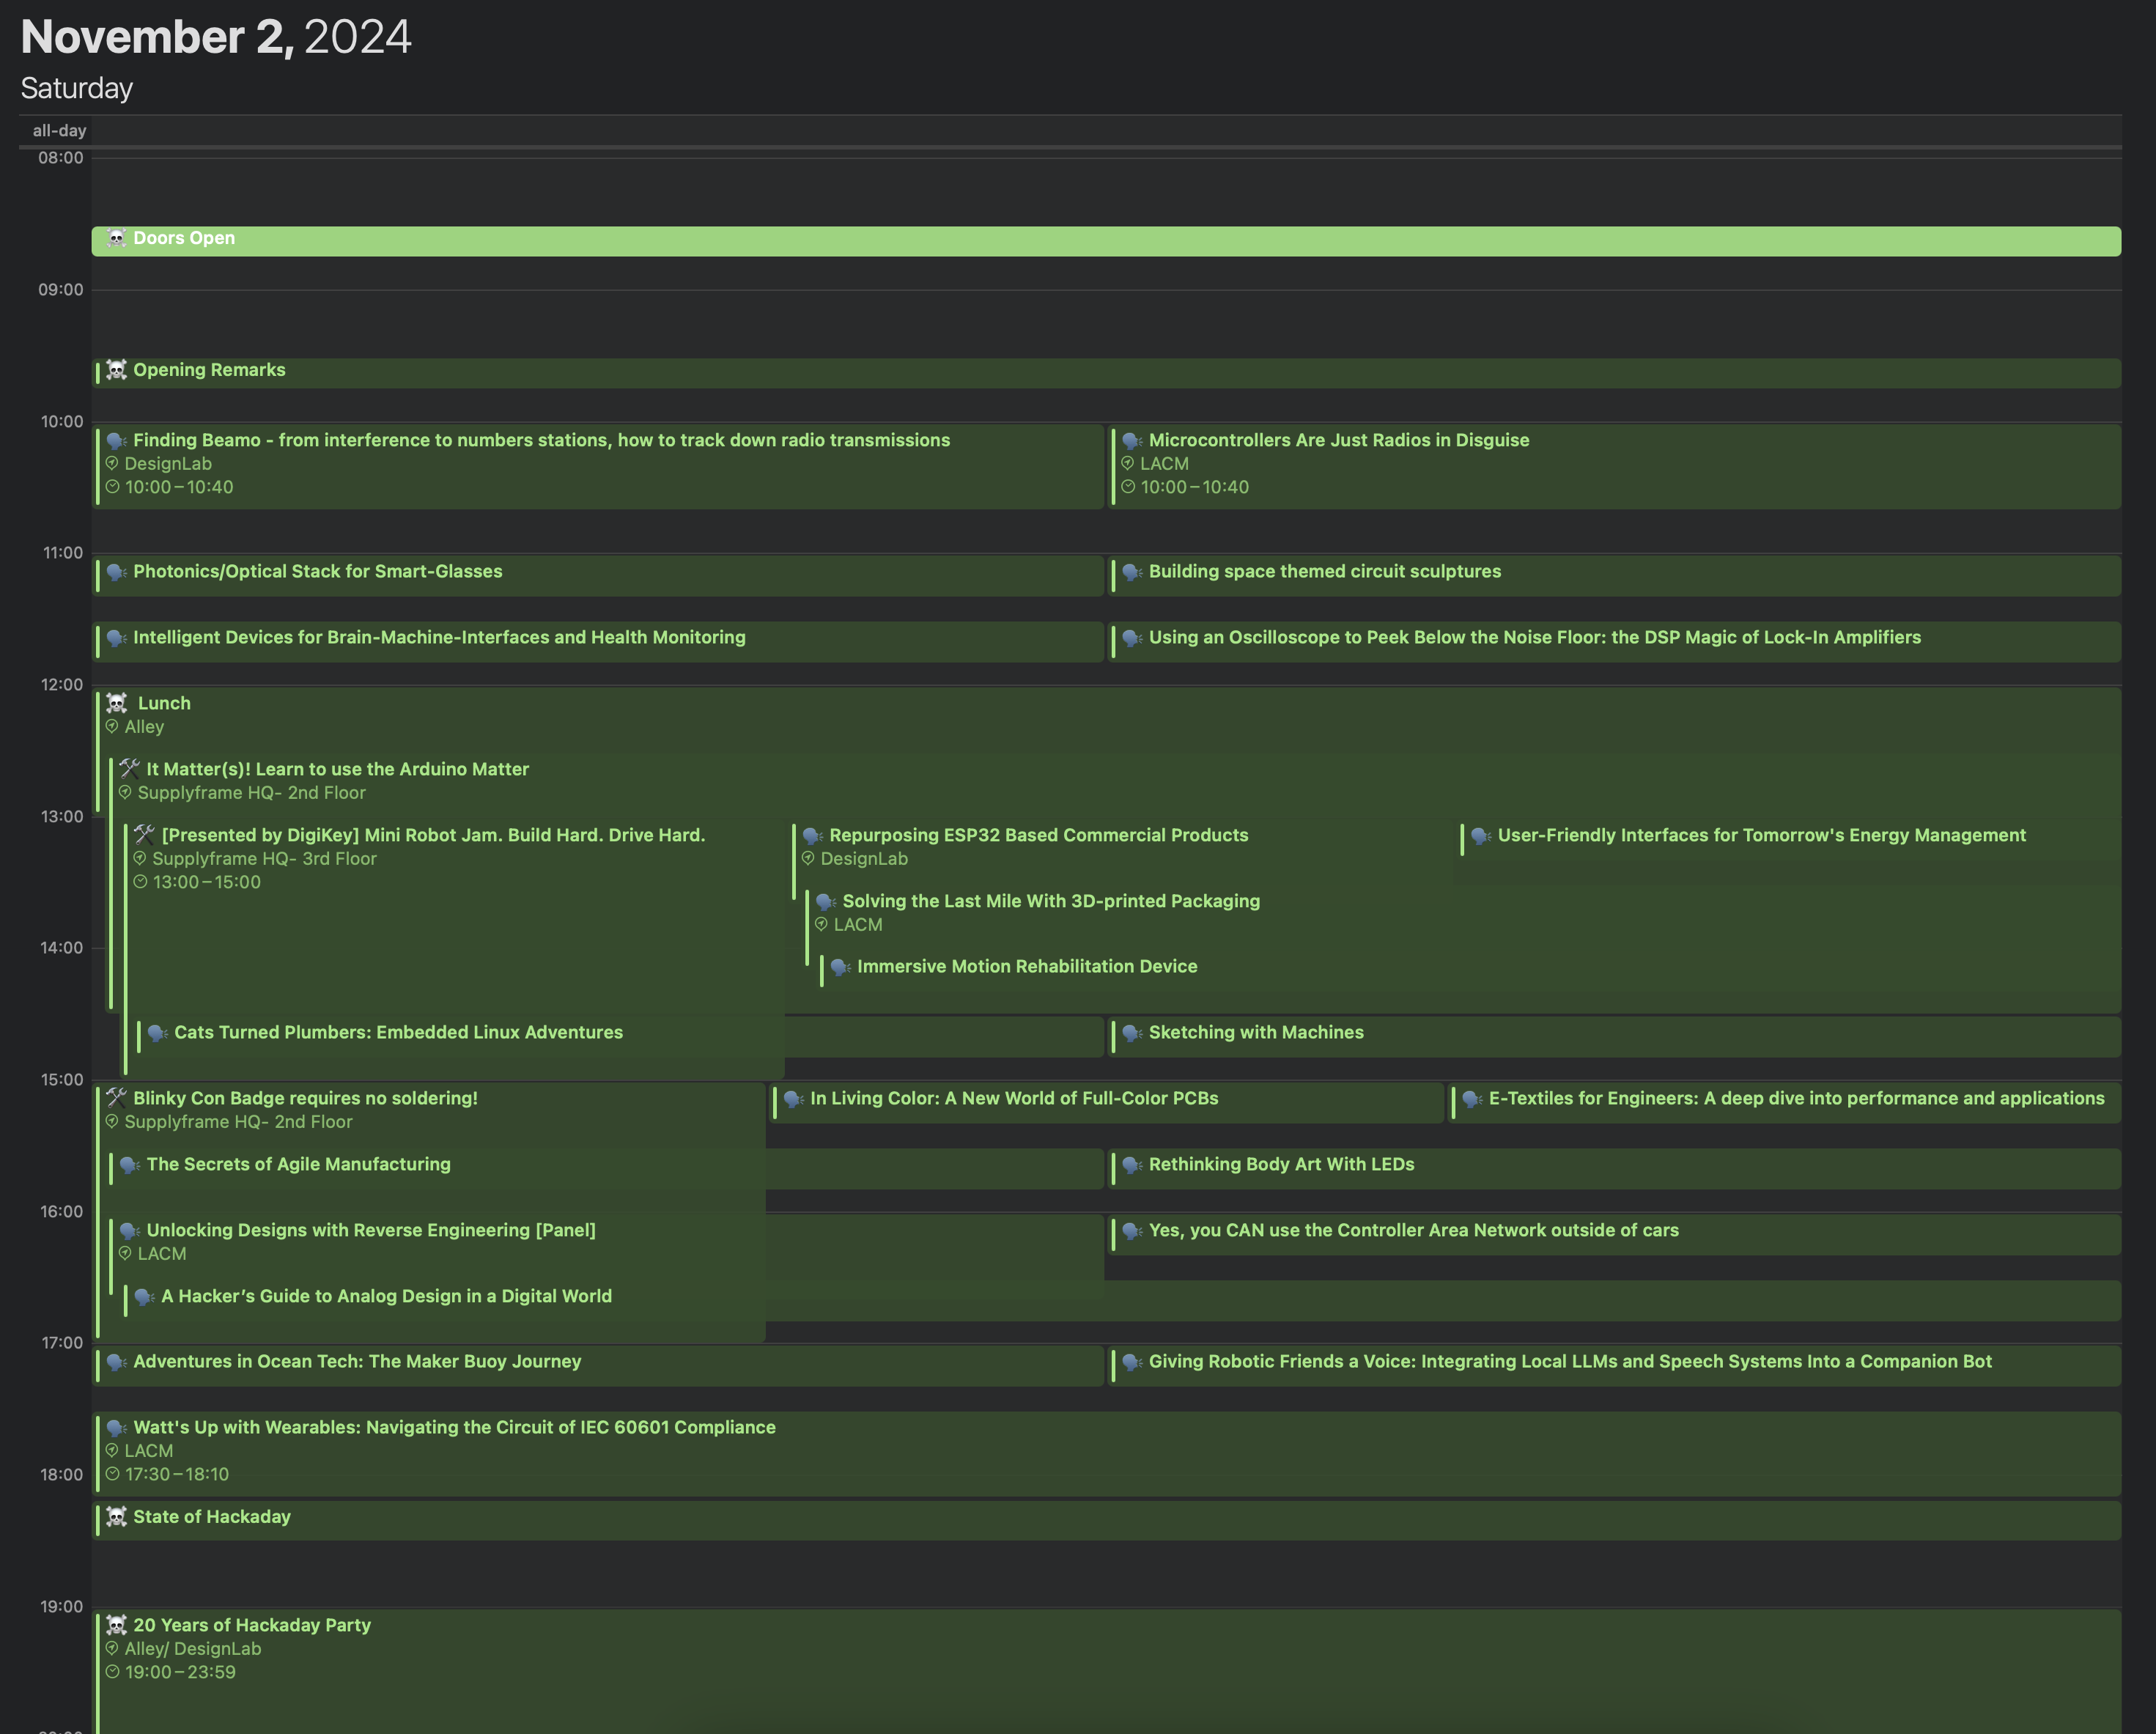 November 2, 2024
Saturday
all-day
08:00
Doors Open
09:00
Opening Remarks
10:00
Finding Beamo - from interference to numbers stations, how to track down radio transmissions
DesignLab
10:00 – 10:40
Microcontrollers Are Just Radios in Disguise
LACM
10:00 – 10:40
11:00
Photonics/Optical Stack for Smart-Glasses
Building space themed circuit sculptures
Intelligent Devices for Brain-Machine-Interfaces and Health Monitoring
Using an Oscilloscope to Peek Below the Noise Floor: the DSP Magic of Lock-In Amplifiers
12:00
Lunch
Alley
It Matter(s)! Learn to use the Arduino Matter
Supplyframe HQ- 2nd Floor
13:00
[Presented by DigiKey] Mini Robot Jam. Build Hard. Drive Hard.
Supplyframe HQ- 3rd Floor
13:00 – 15:00
Repurposing ESP32 Based Commercial Products
DesignLab
User-Friendly Interfaces for Tomorrow's Energy Management
Solving the Last Mile With 3D-printed Packaging
LACM
14:00
Immersive Motion Rehabilitation Device
Cats Turned Plumbers: Embedded Linux Adventures
Sketching with Machines
15:00
Blinky Con Badge requires no soldering!
Supplyframe HQ- 2nd Floor
In Living Color: A New World of Full-Color PCBs
E-Textiles for Engineers: A deep dive into performance and applications
The Secrets of Agile Manufacturing
Rethinking Body Art With LEDs
16:00
Unlocking Designs with Reverse Engineering [Panel]
LACM
Yes, you CAN use the Controller Area Network outside of cars
A Hacker’s Guide to Analog Design in a Digital World
17:00
Adventures in Ocean Tech: The Maker Buoy Journey
Giving Robotic Friends a Voice: Integrating Local LLMs and Speech Systems Into a Companion Bot
Watt's Up with Wearables: Navigating the Circuit of IEC 60601 Compliance
LACM
17:30 – 18:10
18:00
State of Hackaday
19:00
20 Years of Hackaday Party
Alley/ DesignLab
19:00 – 23:59